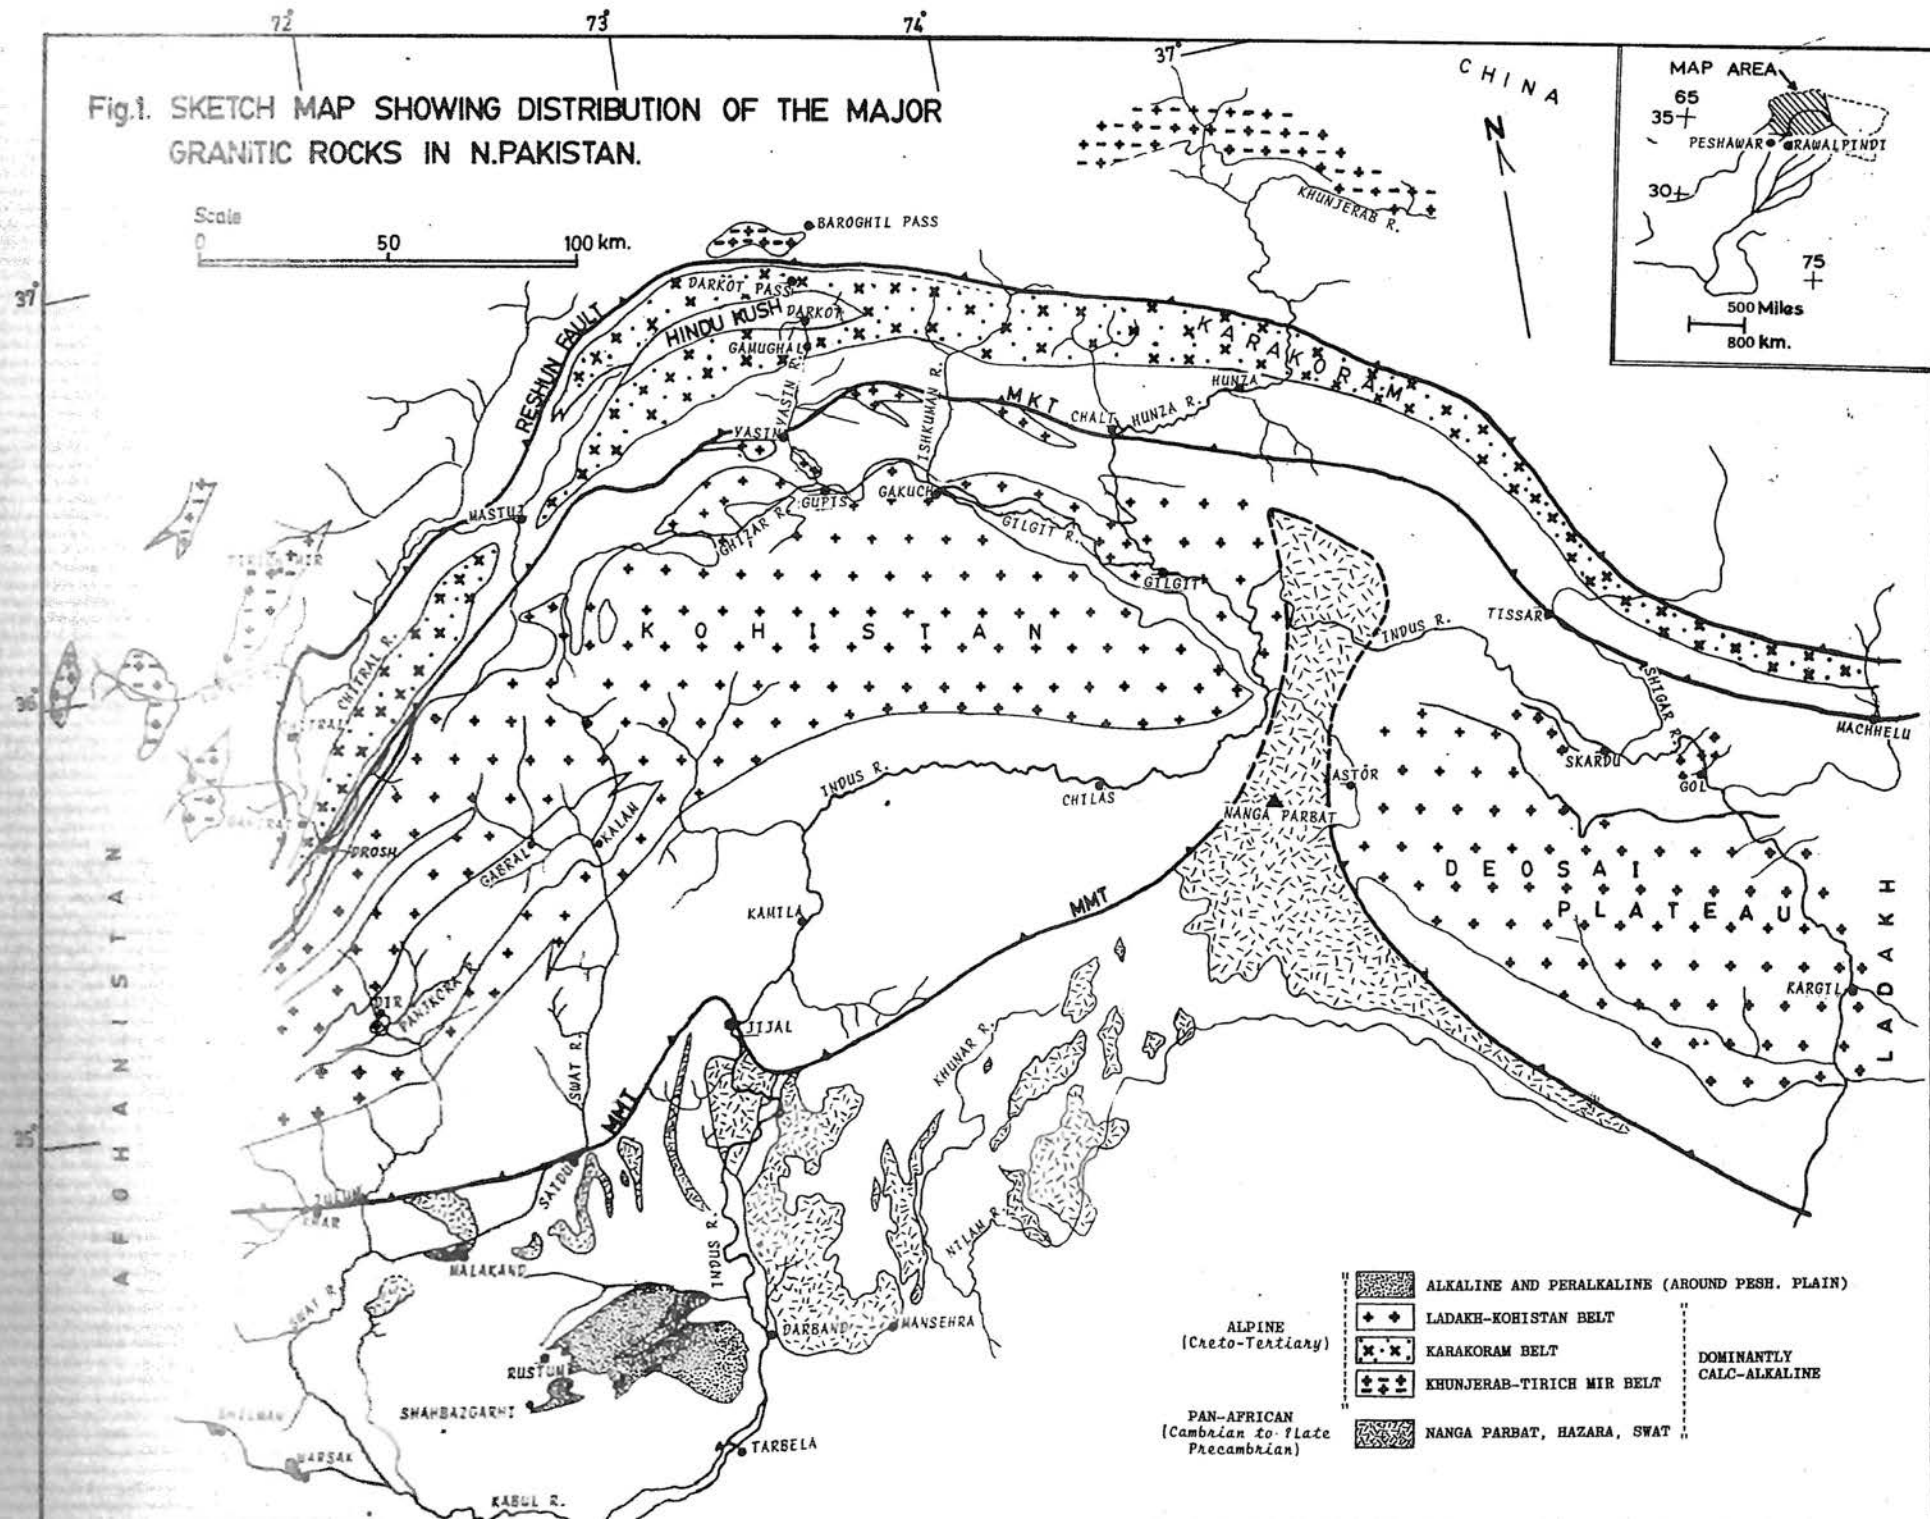 72°
73°
74°
37°
CHINA
Fig.1. SKETCH MAP SHOWING DISTRIBUTION OF THE MAJOR
GRANITIC ROCKS IN N.PAKISTAN.
Scale
0 50 100 km.
N
MAP AREA
65
35
PESHAWAR
RAWALPINDI
30
75
500 Miles
800 km.
KHUNJERAB R.
BAROGHIL PASS
37°
RESHUN FAULT
DARKOT PASS
HINDU KUSH
DARKOT
GAMUGHAL
KARAKORAM
YASIN R.
ISHKUMAN R.
HUNZA
MKT
CHALT
HUNZA R.
YASIN
GUPIS
GAKUCH
MASTUJ
GHIZAR R.
GILGIT R.
GILGIT
TIRICH MIR
KOHISTAN
INDUS R.
TISSAR
SHIGAR R.
CHITRAL R.
36°
CHITRAL
MACHHELU
SKARDU
GOL
INDUS R.
CHILAS
ASTOR
NANGA PARBAT
DROSH
KALAM
GABRAL
DEOSAI
PLATEAU
KAMILA
MMT
LADAKH
KARGIL
DIR
PANJKORA R.
JIJAL
KHUNAR R.
SWAT R.
MMT
35°
AFGHANISTAN
SAIDU
KHAR
INDUS R.
NILAM R.
MALAKAND
SWAT R.
DARBAND
MANSEHRA
RUSTUM
SHAHBAZGARHI
TARBELA
WARSAK
KABUL R.
ALPINE
(Creto-Tertiary)
ALKALINE AND PERALKALINE (AROUND PESH. PLAIN)
LADAKH-KOHISTAN BELT
KARAKORAM BELT
KHUNJERAB-TIRICH MIR BELT
DOMINANTLY
CALC-ALKALINE
PAN-AFRICAN
(Cambrian to ?Late
Precambrian)
NANGA PARBAT, HAZARA, SWAT